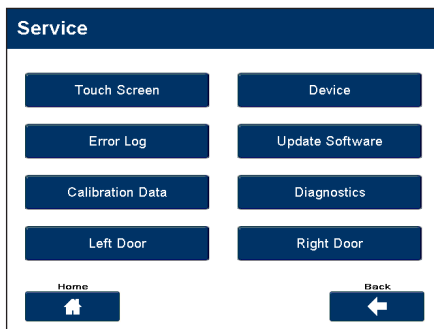 Service
Touch Screen
Device
Error Log
Update Software
Calibration Data
Diagnostics
Left Door
Right Door
Home
Back